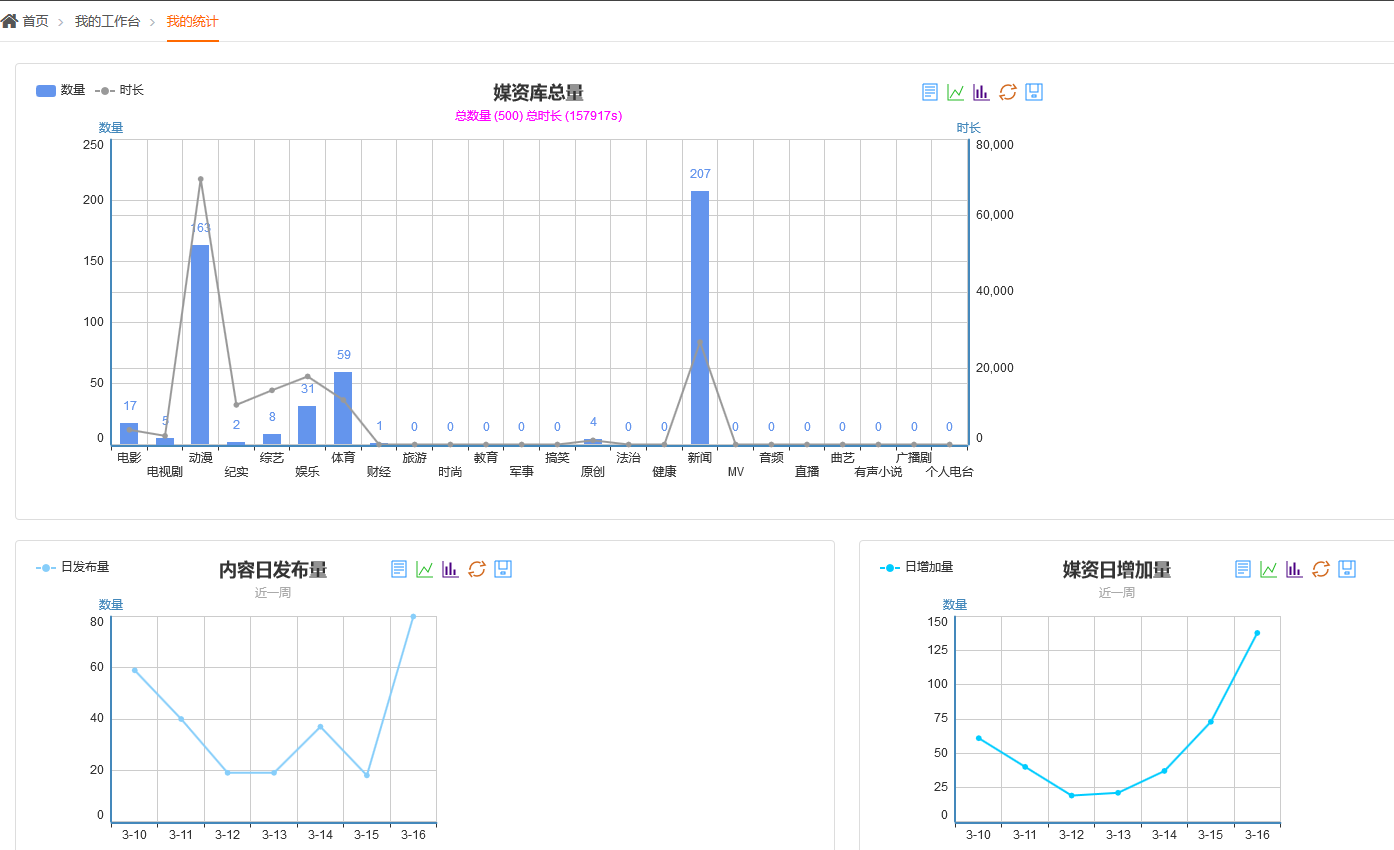 首页 > 我的工作台 > 我的统计
数量 时长
媒资库总量
总数量 (500) 总时长 (157917s)
数量 时长
250 80,000
200 60,000
150 40,000
100 20,000
50
0 0
17 5 163 2 8 31 59 1 0 0 0 0 0 4 0 0 207 0 0 0 0 0 0 0
电影 动漫 综艺 体育 旅游 教育 搞笑 法治 新闻 音频 曲艺 广播剧
电视剧 纪实 娱乐 财经 时尚 军事 原创 健康 MV 直播 有声小说 个人电台
日发布量
内容日发布量
近一周
数量
80
60
40
20
0
3-10 3-11 3-12 3-13 3-14 3-15 3-16
日增加量
媒资日增加量
近一周
数量
150
125
100
75
50
25
0
3-10 3-11 3-12 3-13 3-14 3-15 3-16